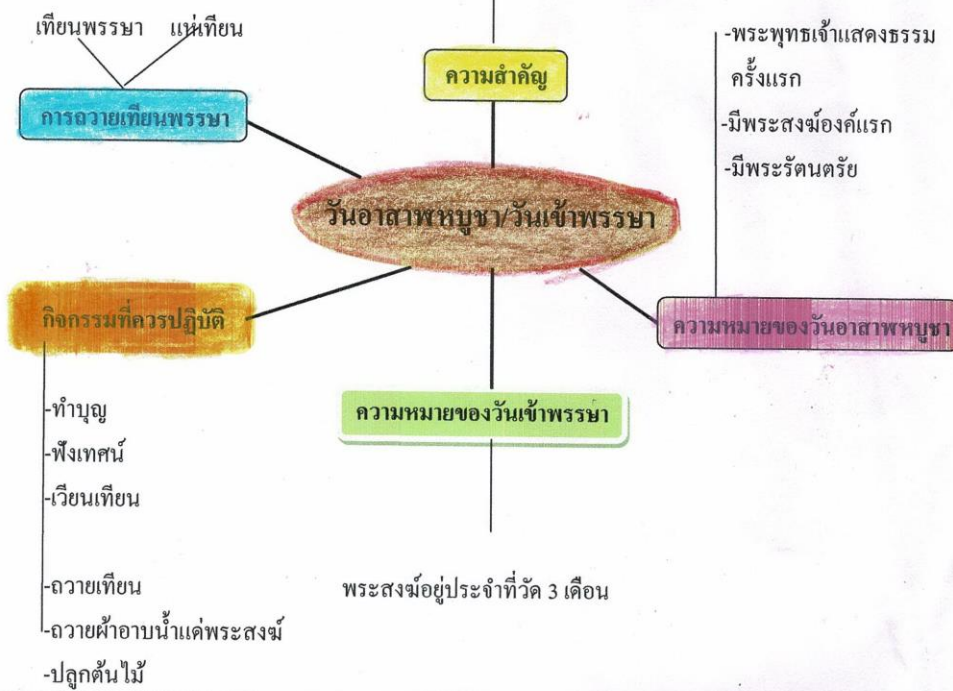 เทียนพรรษา แห่เทียน
การถวายเทียนพรรษา
ความสำคัญ
-พระพุทธเจ้าแสดงธรรม
ครั้งแรก
-มีพระสงฆ์องค์แรก
-มีพระรัตนตรัย
วันอาสาฬหบูชา/วันเข้าพรรษา
กิจกรรมที่ควรปฏิบัติ
ความหมายของวันอาสาฬหบูชา
-ทำบุญ
-ฟังเทศน์
-เวียนเทียน
-ถวายเทียน
-ถวายผ้าอาบน้ำแด่พระสงฆ์
-ปลูกต้นไม้
ความหมายของวันเข้าพรรษา
พระสงฆ์อยู่ประจำที่วัด 3 เดือน